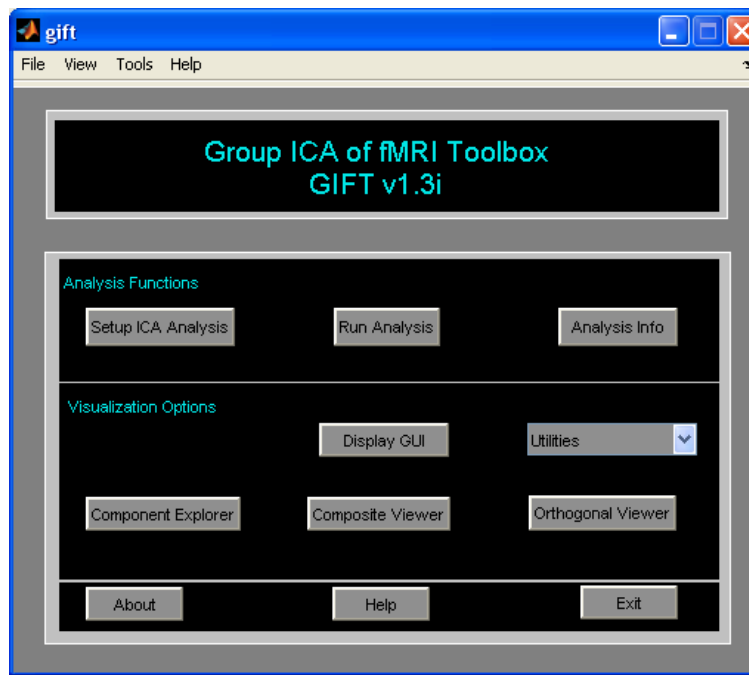 gift
File View Tools Help
Group ICA of fMRI Toolbox
GIFT v1.3i
Analysis Functions
Setup ICA Analysis Run Analysis Analysis Info
Visualization Options
Display GUI Utilities
Component Explorer Composite Viewer Orthogonal Viewer
About Help Exit